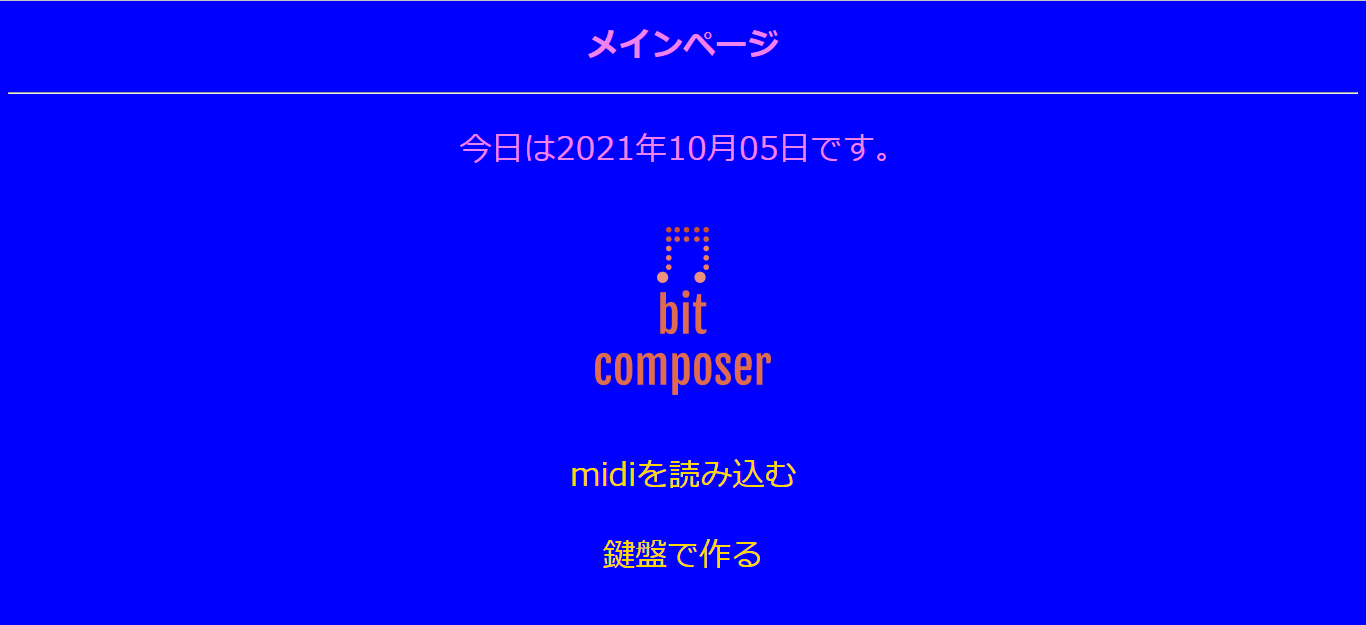 メインページ
今日は2021年10月05日です。
bit
composer
midiを読み込む
鍵盤で作る